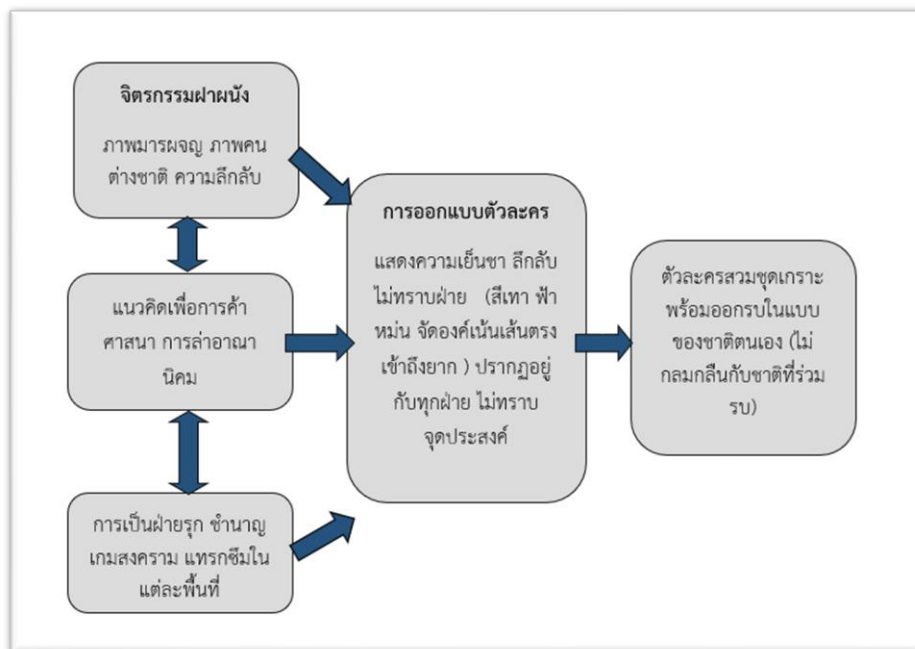 จิตรกรรมฝาผนัง
ภาพมารผจญ ภาพคน
ต่างชาติ ความลึกลับ
แนวคิดเพื่อการค้า
ศาสนา การล่าอาณา
นิคม
การเป็นฝ่ายรุก ชำนาญ
เกมสงคราม แทรกซึมใน
แต่ละพื้นที่
การออกแบบตัวละคร
แสดงความเย็นชา ลึกลับ
ไม่ทราบฝ่าย (สีเทา ฟ้า
หม่น จัดองค์เน้นเส้นตรง
เข้าถึงยาก ) ปรากฏอยู่
กับทุกฝ่าย ไม่ทราบ
จุดประสงค์
ตัวละครสวมชุดเกราะ
พร้อมออกรบในแบบ
ของชาติตนเอง (ไม่
กลมกลืนกับชาติที่ร่วม
รบ)